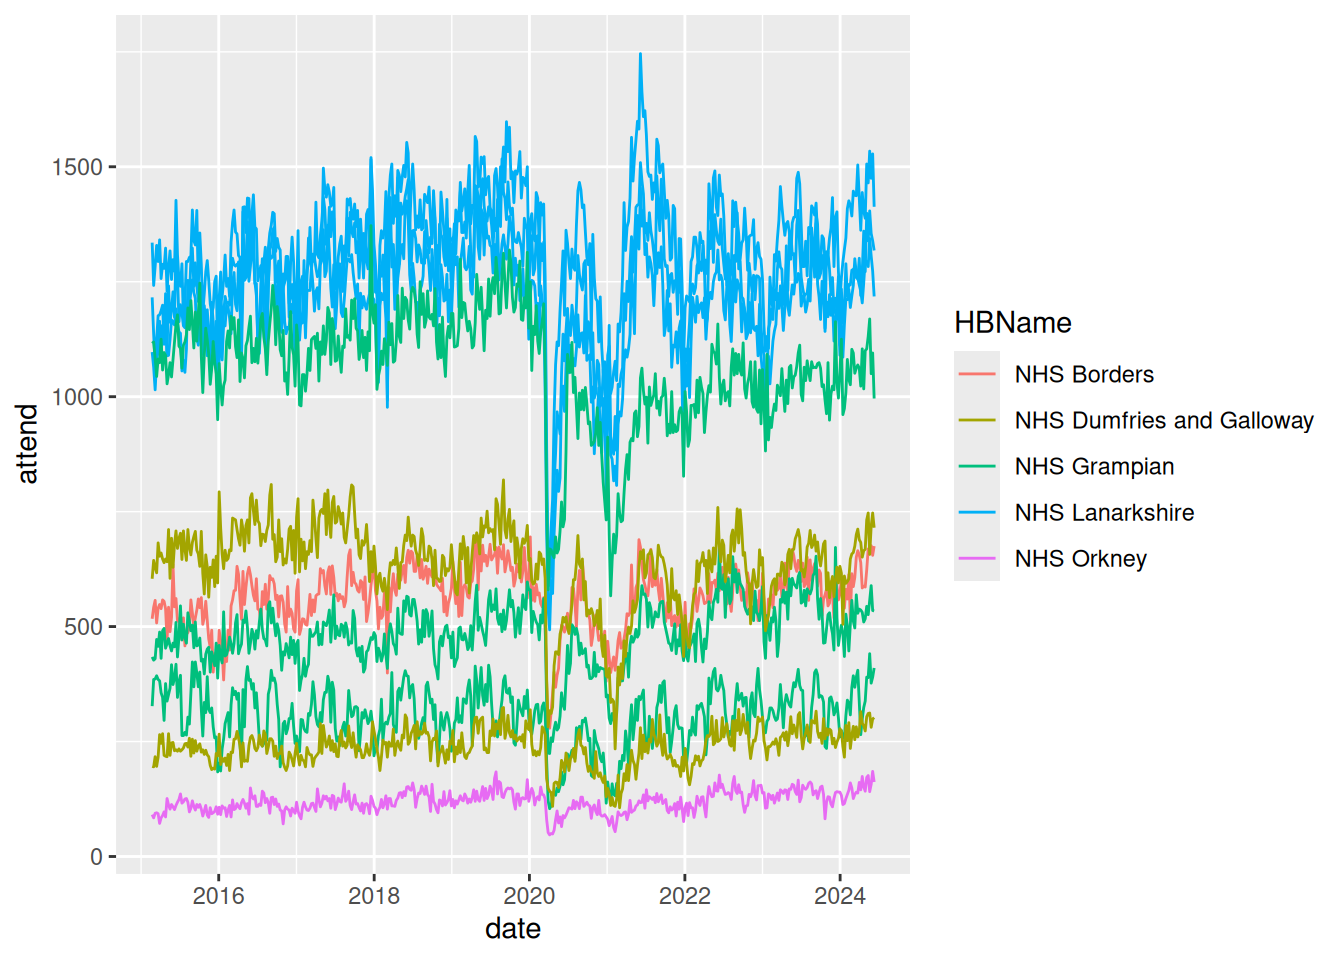 1500
1000
500
0
attend
2016 2018 2020 2022 2024
date
HBName
NHS Borders
NHS Dumfries and Galloway
NHS Grampian
NHS Lanarkshire
NHS Orkney